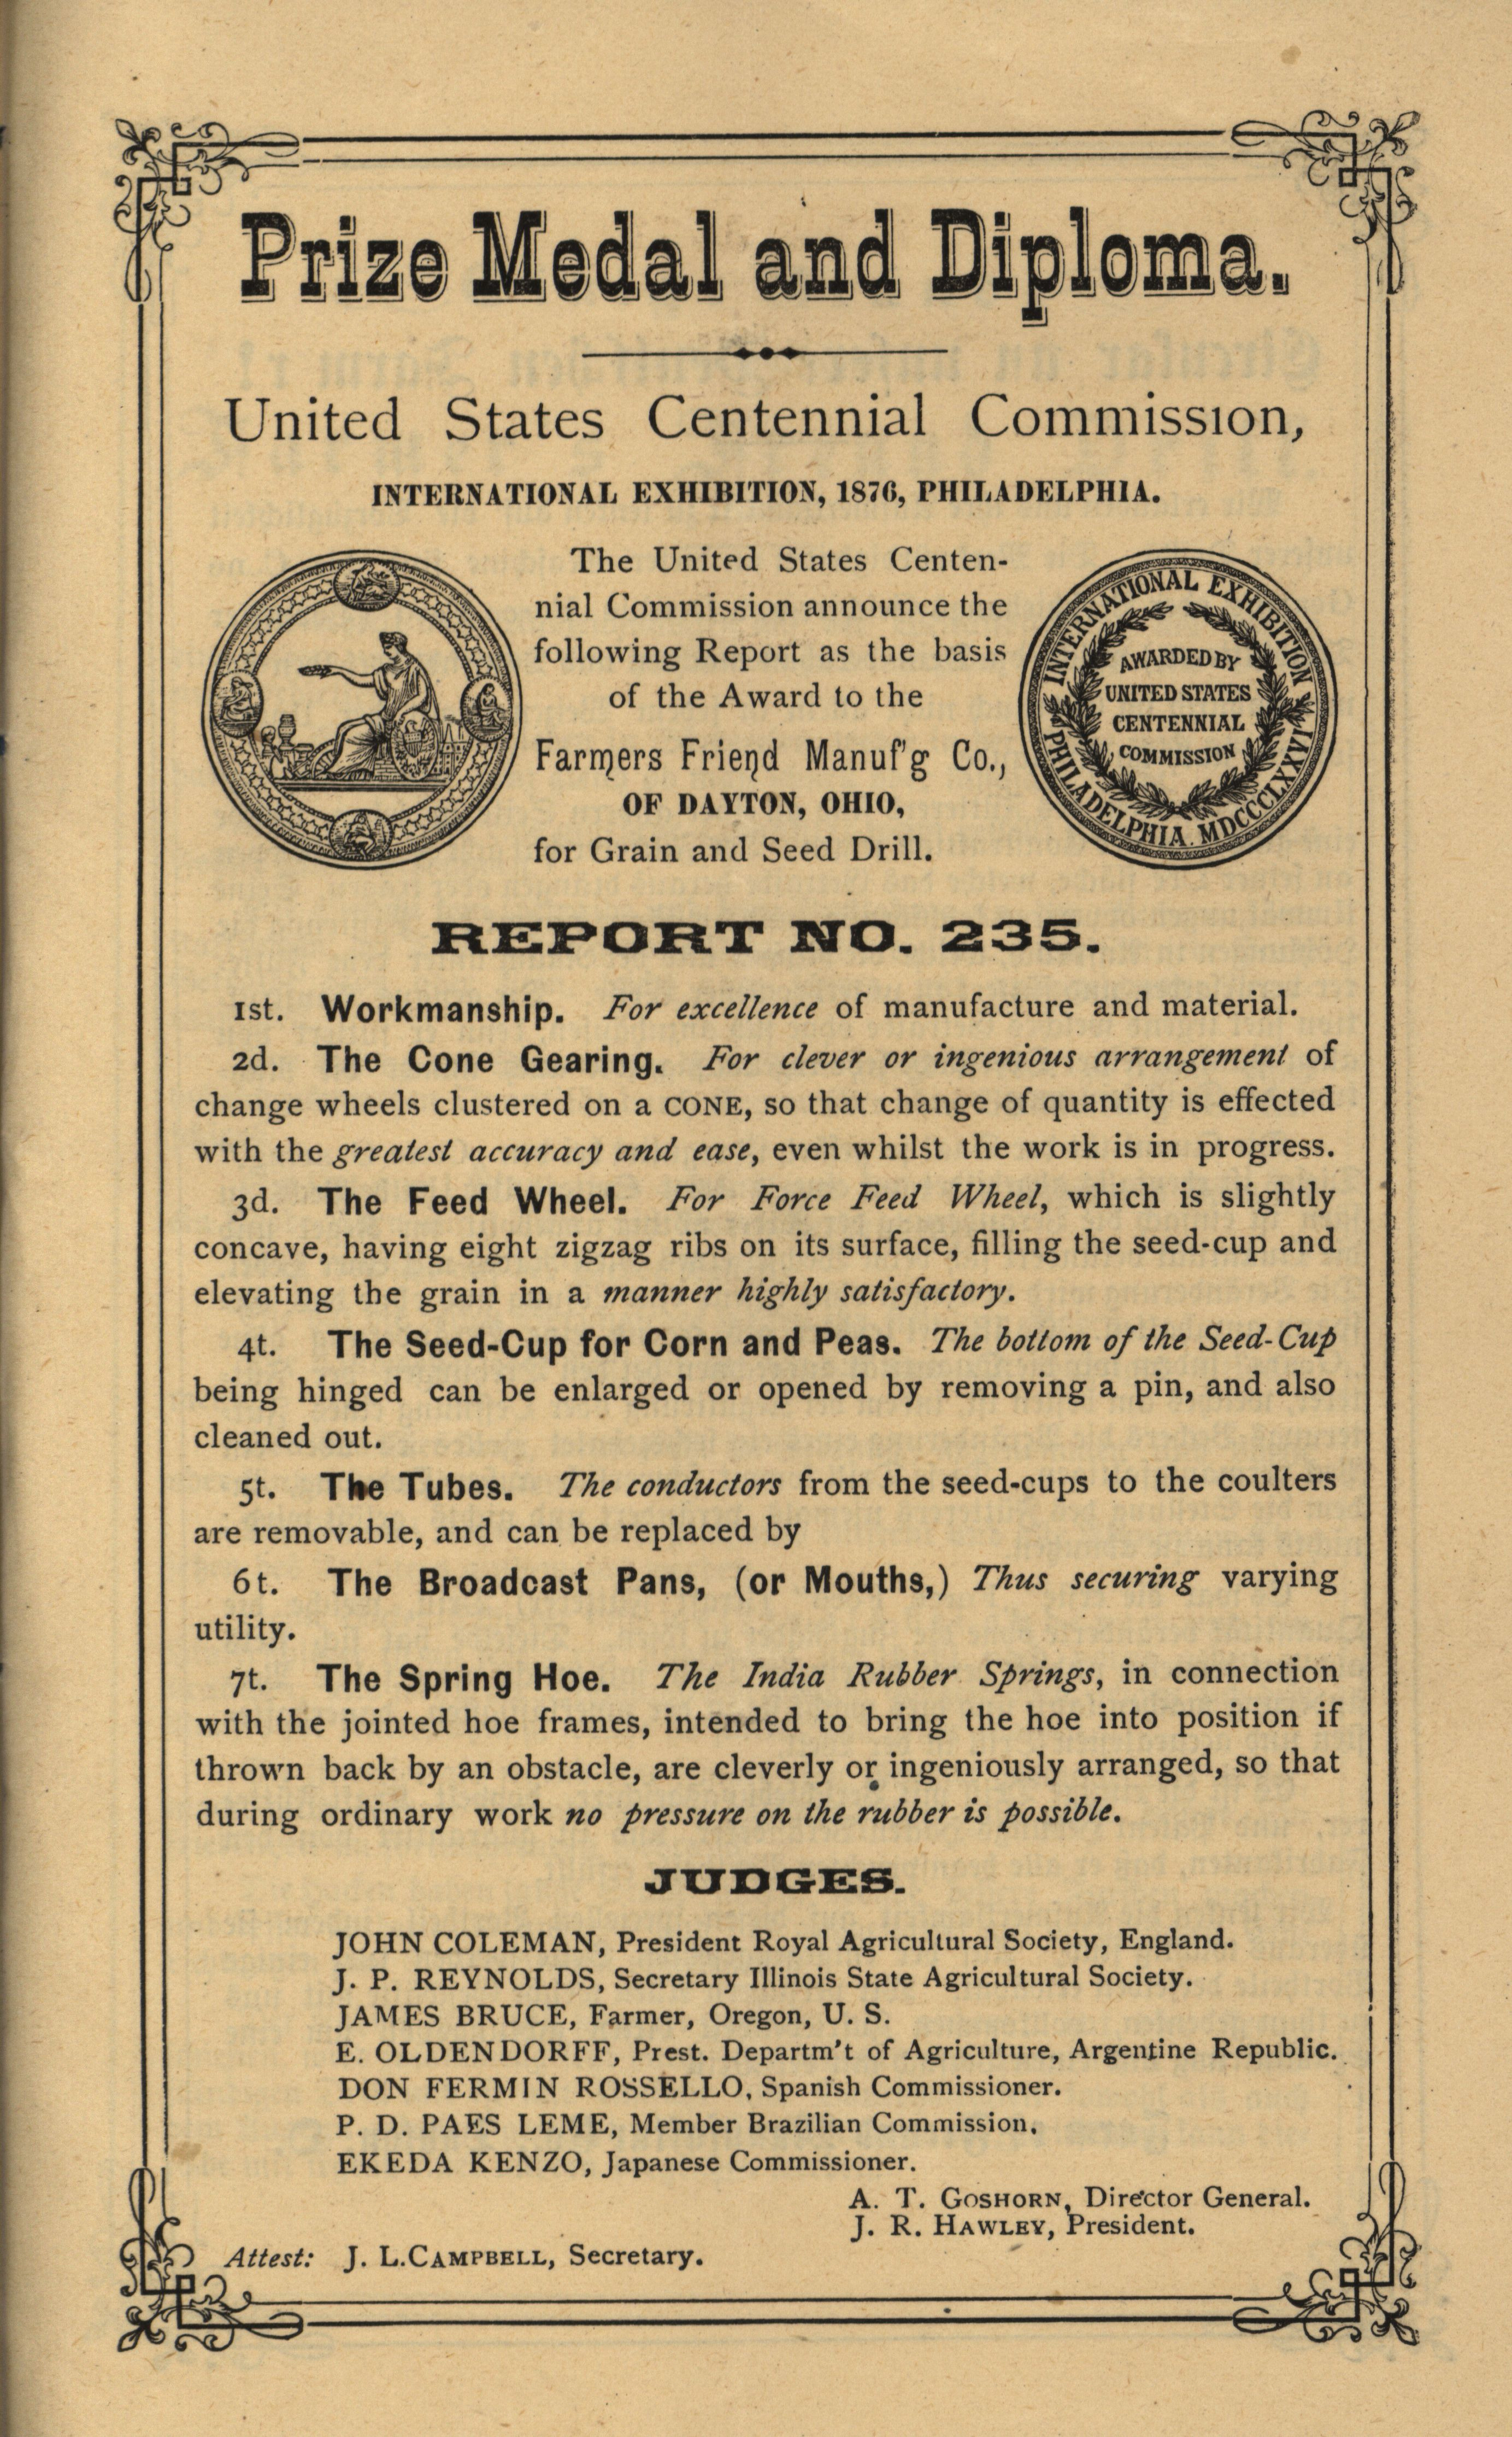 Prize Medal and Diploma.
United States Centennial Commission,
INTERNATIONAL EXHIBITION, 1876, PHILADELPHIA.
The United States Centen-
nial Commission announce the
following Report as the basis
of the Award to the
Farmers Friend Manuf'g Co.,
OF DAYTON, OHIO,
for Grain and Seed Drill.
INTERNATIONAL EXHIBITION
PHILADELPHIA. MDCCCLXXVI
AWARDED BY
UNITED STATES
CENTENNIAL
COMMISSION
REPORT NO. 235.
1st. Workmanship. For excellence of manufacture and material.
2d. The Cone Gearing. For clever or ingenious arrangement of
change wheels clustered on a CONE, so that change of quantity is effected
with the greatest accuracy and ease, even whilst the work is in progress.
3d. The Feed Wheel. For Force Feed Wheel, which is slightly
concave, having eight zigzag ribs on its surface, filling the seed-cup and
elevating the grain in a manner highly satisfactory.
4t. The Seed-Cup for Corn and Peas. The bottom of the Seed-Cup
being hinged can be enlarged or opened by removing a pin, and also
cleaned out.
5t. The Tubes. The conductors from the seed-cups to the coulters
are removable, and can be replaced by
6t. The Broadcast Pans, (or Mouths,) Thus securing varying
utility.
7t. The Spring Hoe. The India Rubber Springs, in connection
with the jointed hoe frames, intended to bring the hoe into position if
thrown back by an obstacle, are cleverly or ingeniously arranged, so that
during ordinary work no pressure on the rubber is possible.
JUDGES.
JOHN COLEMAN, President Royal Agricultural Society, England.
J. P. REYNOLDS, Secretary Illinois State Agricultural Society.
JAMES BRUCE, Farmer, Oregon, U. S.
E. OLDENDORFF, Prest. Departm't of Agriculture, Argentine Republic.
DON FERMIN ROSSELLO, Spanish Commissioner.
P. D. PAES LEME, Member Brazilian Commission.
EKEDA KENZO, Japanese Commissioner.
A. T. GOSHORN, Director General.
J. R. HAWLEY, President.
Attest: J. L. CAMPBELL, Secretary.